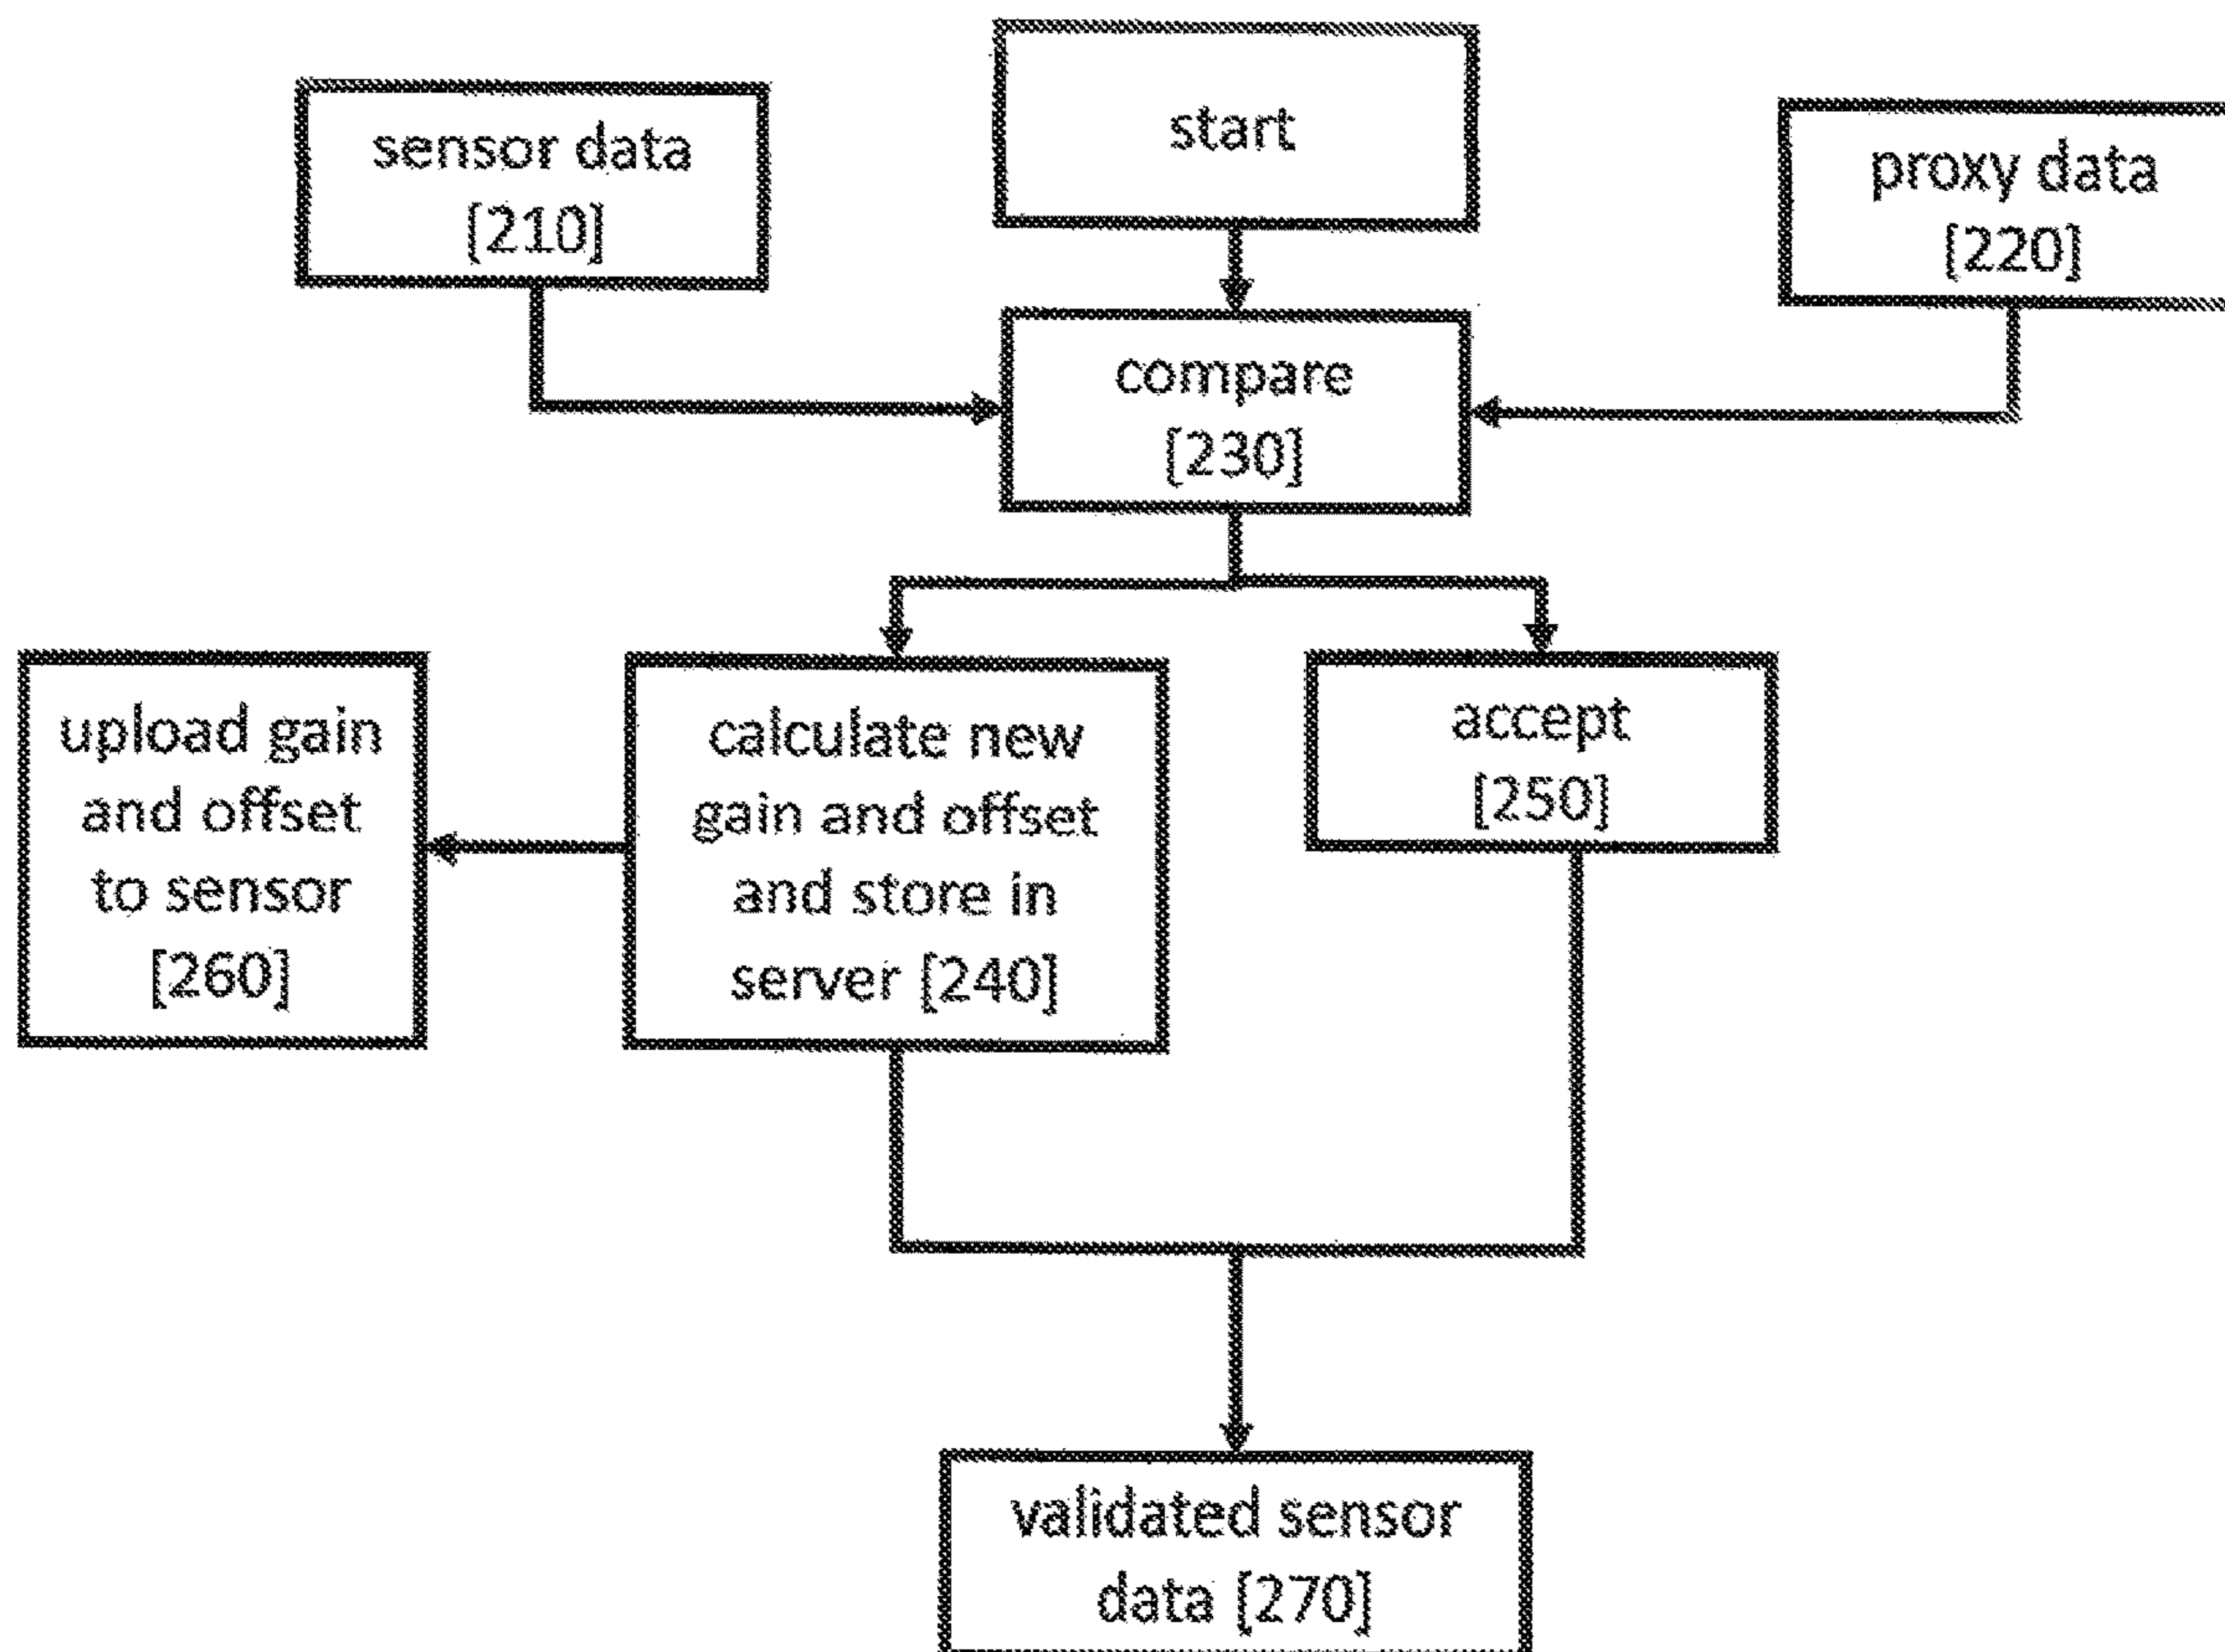 start
sensor data
[210]
proxy data
[220]
compare
[230]
upload gain
and offset
to sensor
[260]
calculate new
gain and offset
and store in
server [240]
accept
[250]
validated sensor
data [270]